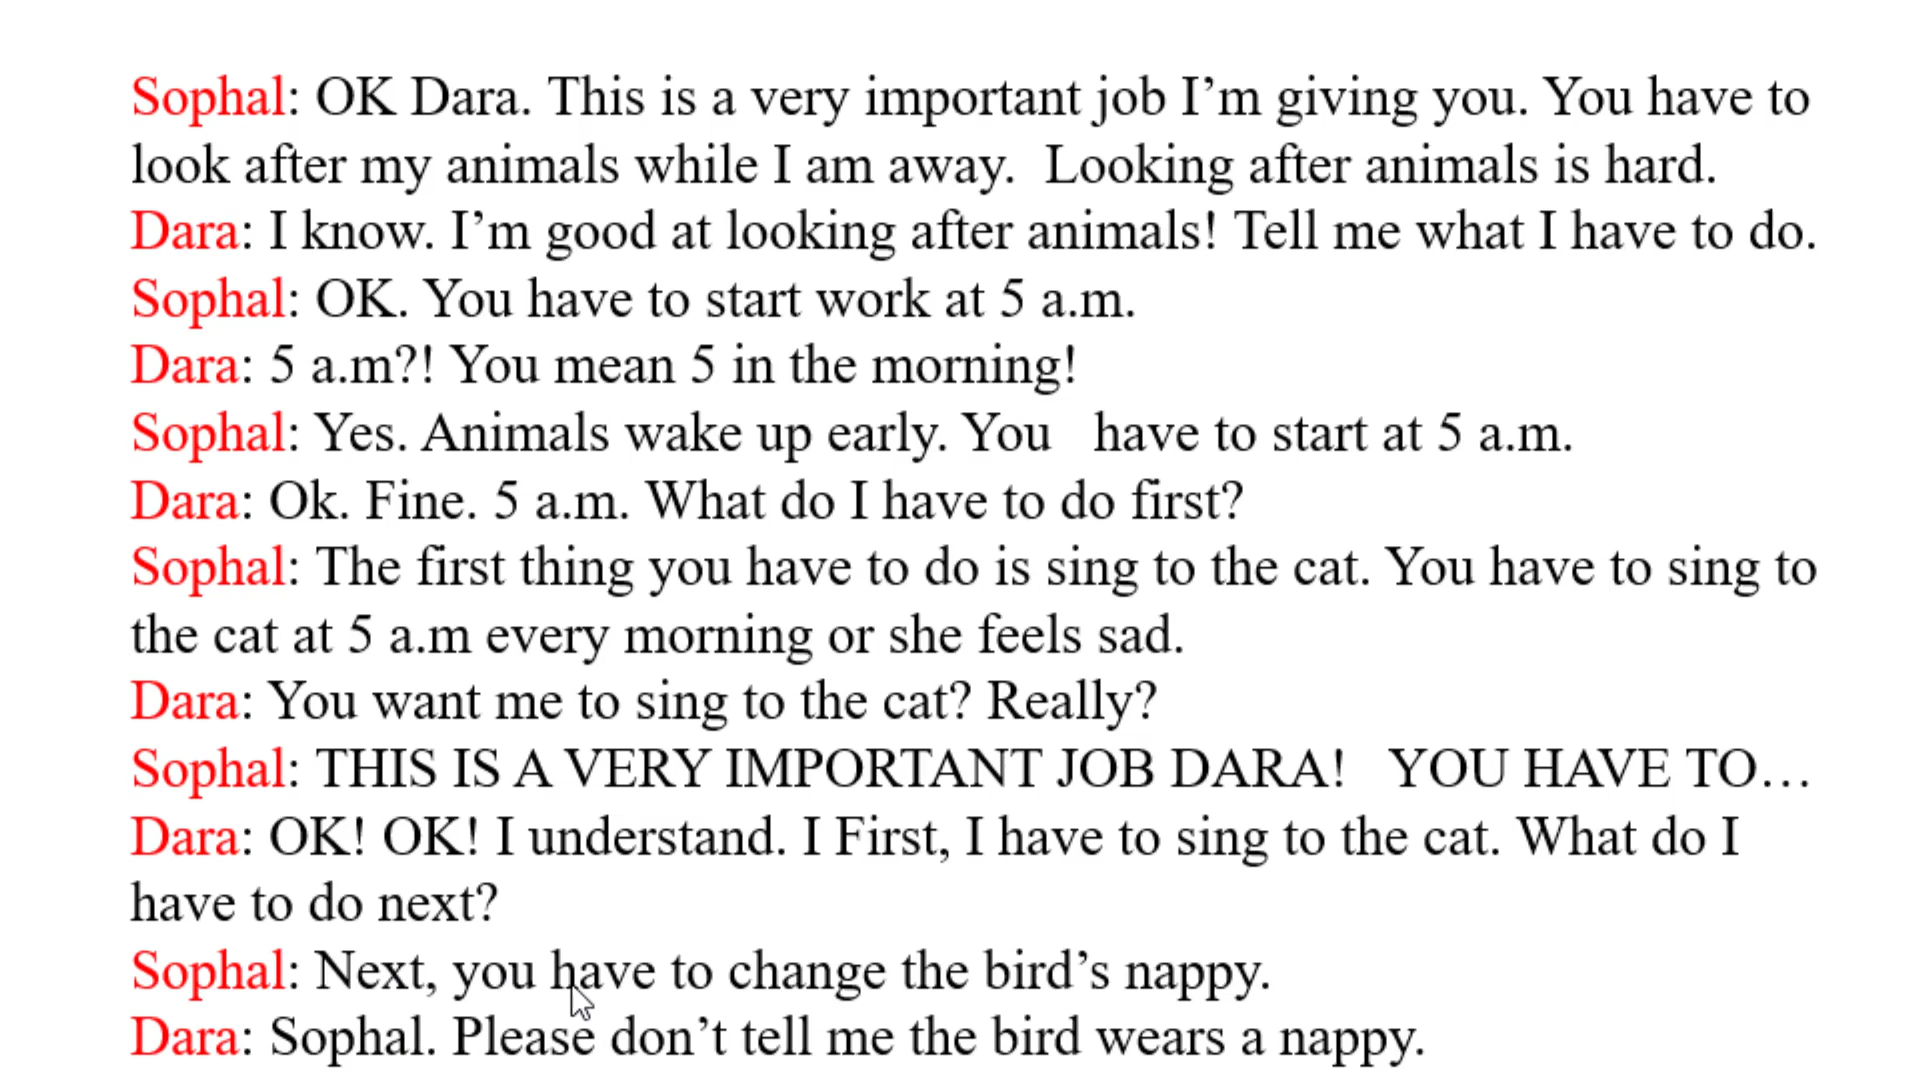 Sophal: OK Dara. This is a very important job I’m giving you. You have to
look after my animals while I am away.  Looking after animals is hard.
Dara: I know. I’m good at looking after animals! Tell me what I have to do.
Sophal: OK. You have to start work at 5 a.m.
Dara: 5 a.m?! You mean 5 in the morning!
Sophal: Yes. Animals wake up early. You   have to start at 5 a.m.
Dara: Ok. Fine. 5 a.m. What do I have to do first?
Sophal: The first thing you have to do is sing to the cat. You have to sing to
the cat at 5 a.m every morning or she feels sad.
Dara: You want me to sing to the cat? Really?
Sophal: THIS IS A VERY IMPORTANT JOB DARA!   YOU HAVE TO…
Dara: OK! OK! I understand. I First, I have to sing to the cat. What do I
have to do next?
Sophal: Next, you have to change the bird’s nappy.
Dara: Sophal. Please don’t tell me the bird wears a nappy.